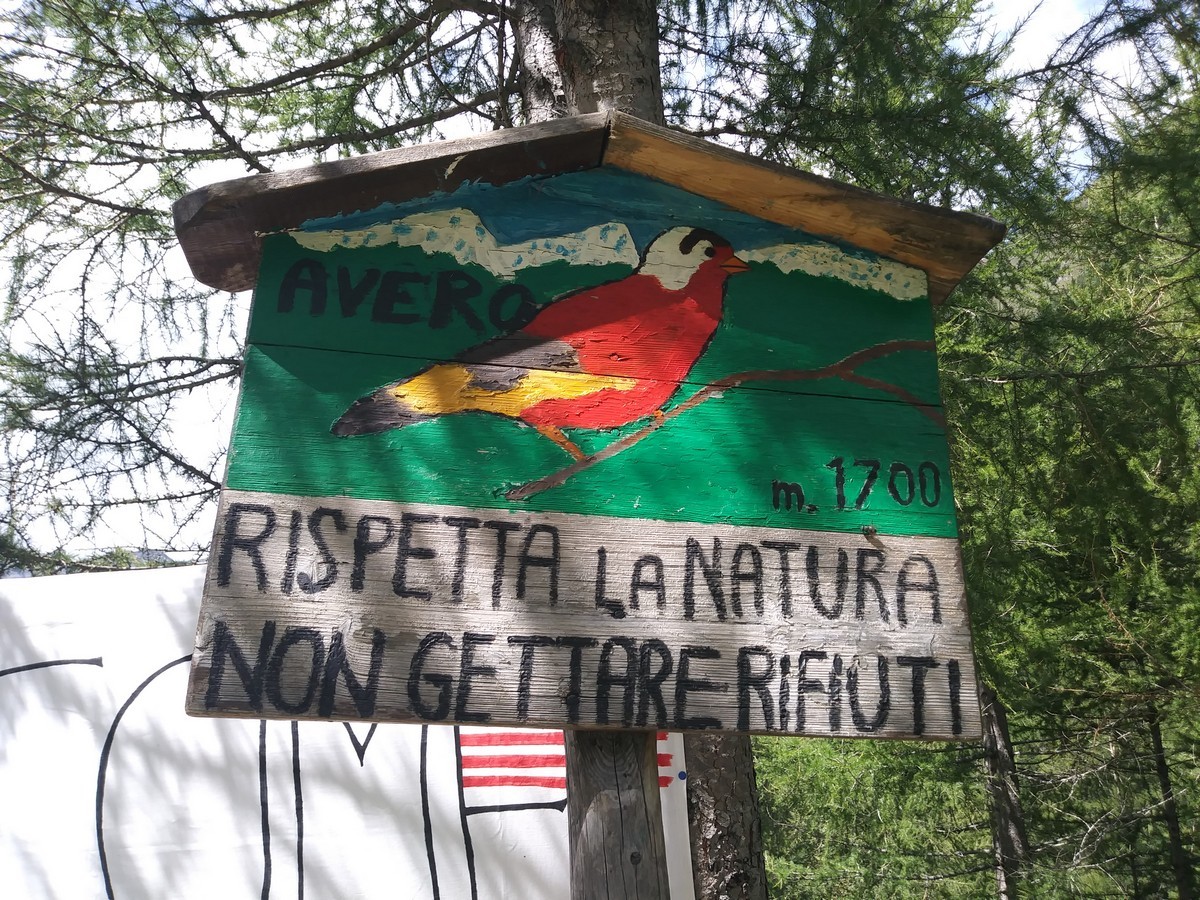 AVERO
m. 1700
RISPETTA LA NATURA
NON GETTARE RIFIUTI